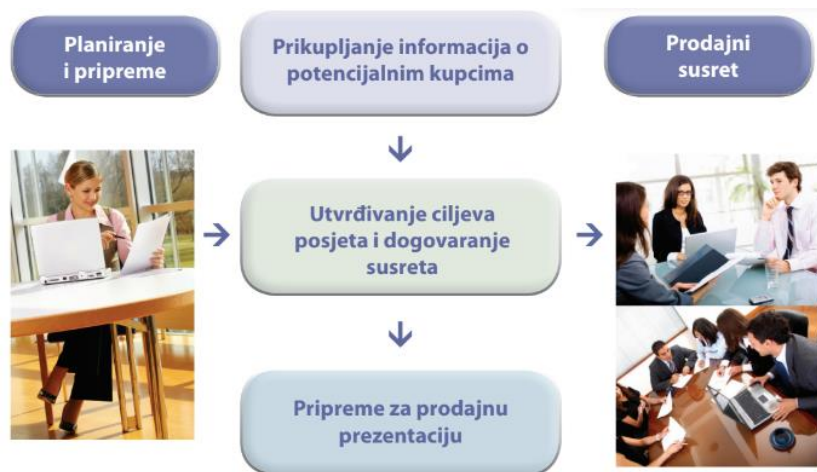 Planiranje
i pripreme
Prikupljanje informacija o
potencijalnim kupcima
Prodajni
susret
Utvrđivanje ciljeva
posjeta i dogovaranje
susreta
Pripreme za prodajnu
prezentaciju